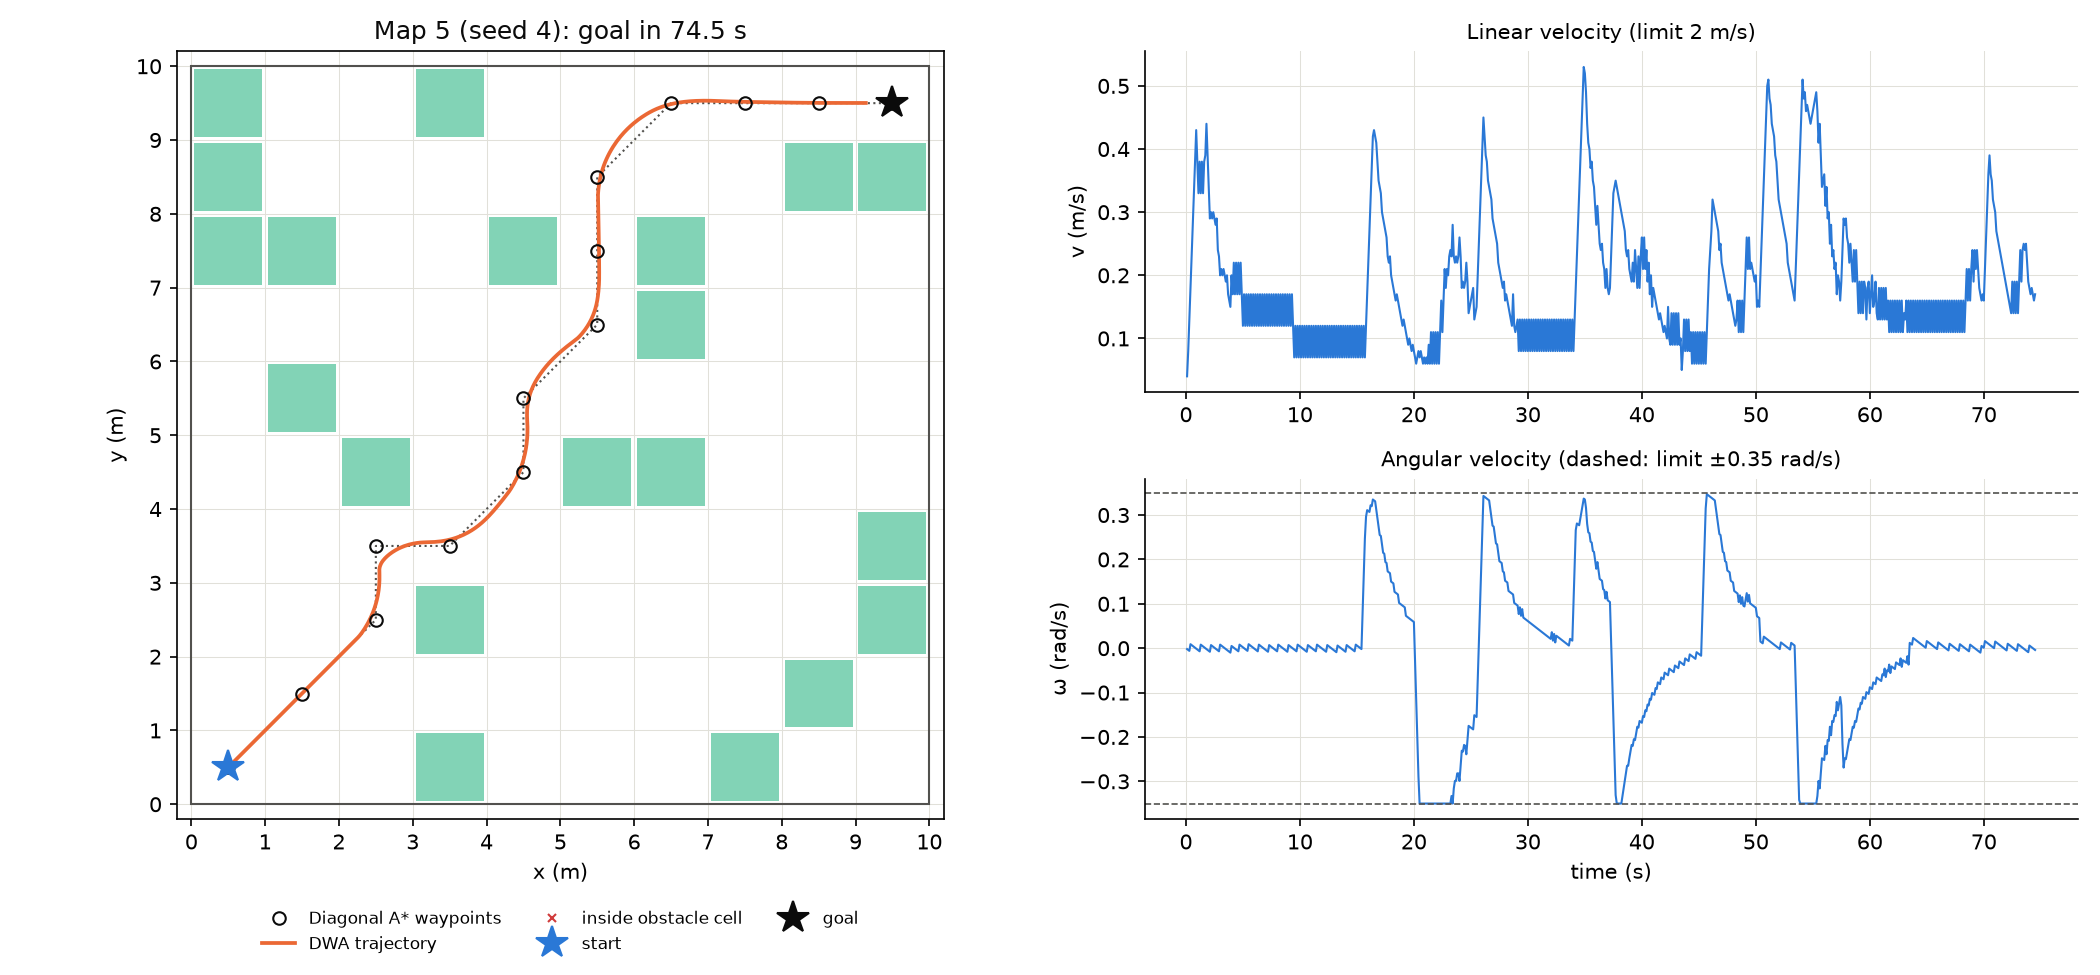 Map 5 (seed 4): goal in 74.5 s
10
9
8
7
6
5
4
3
2
1
0
y (m)
0 1 2 3 4 5 6 7 8 9 10
x (m)
Diagonal A* waypoints
DWA trajectory
inside obstacle cell
start
goal
Linear velocity (limit 2 m/s)
0.5
0.4
0.3
0.2
0.1
v (m/s)
0 10 20 30 40 50 60 70
Angular velocity (dashed: limit ±0.35 rad/s)
0.3
0.2
0.1
0.0
−0.1
−0.2
−0.3
ω (rad/s)
0 10 20 30 40 50 60 70
time (s)